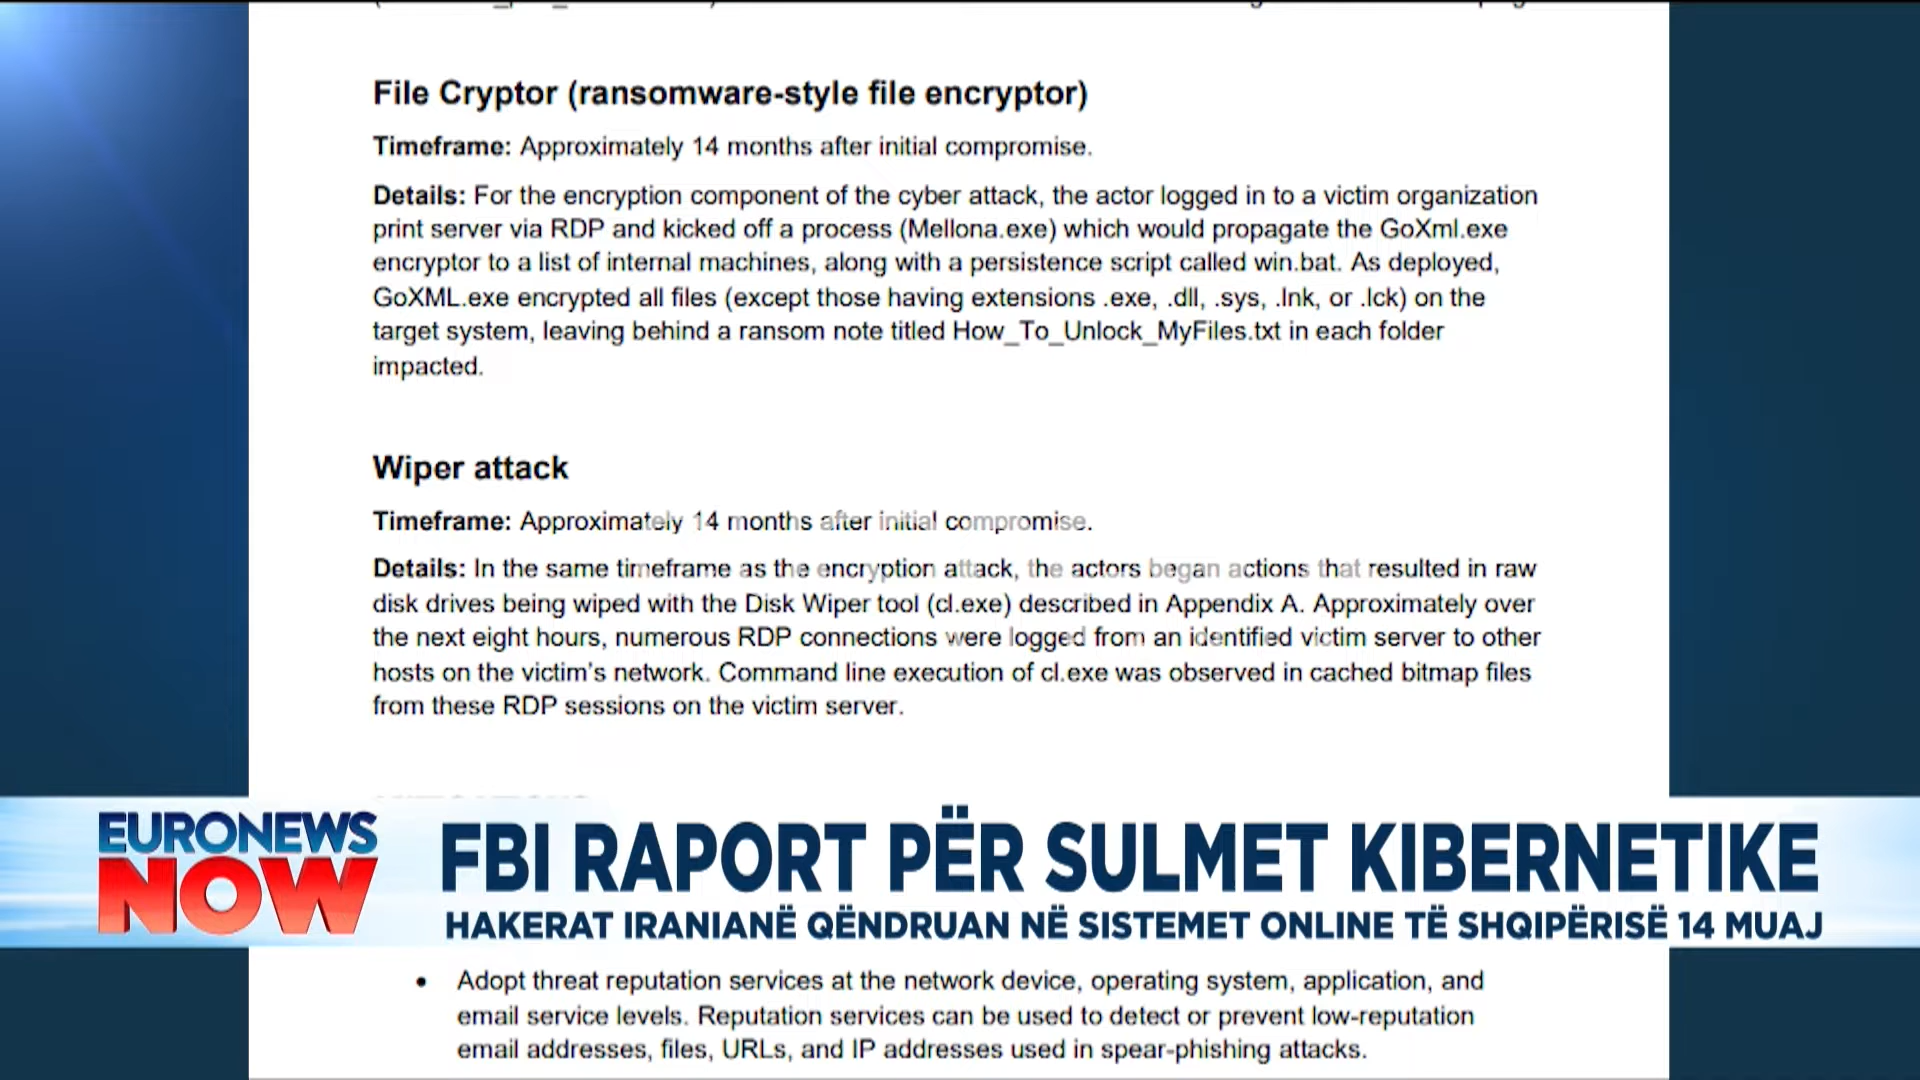 File Cryptor (ransomware-style file encryptor)
Timeframe: Approximately 14 months after initial compromise.
Details: For the encryption component of the cyber attack, the actor logged in to a victim organization
print server via RDP and kicked off a process (Mellona.exe) which would propagate the GoXml.exe
encryptor to a list of internal machines, along with a persistence script called win.bat. As deployed,
GoXML.exe encrypted all files (except those having extensions .exe, .dll, .sys, .lnk, or .lck) on the
target system, leaving behind a ransom note titled How_To_Unlock_MyFiles.txt in each folder
impacted.
Wiper attack
Timeframe: Approximately 14 months after initial compromise.
Details: In the same timeframe as the encryption attack, the actors began actions that resulted in raw
disk drives being wiped with the Disk Wiper tool (cl.exe) described in Appendix A. Approximately over
the next eight hours, numerous RDP connections were logged from an identified victim server to other
hosts on the victim's network. Command line execution of cl.exe was observed in cached bitmap files
from these RDP sessions on the victim server.
EURONEWS
NOW
FBI RAPORT PËR SULMET KIBERNETIKE
HAKERAT IRANIANË QËNDRUAN NË SISTEMET ONLINE TË SHQIPËRISË 14 MUAJ
• Adopt threat reputation services at the network device, operating system, application, and
email service levels. Reputation services can be used to detect or prevent low-reputation
email addresses, files, URLs, and IP addresses used in spear-phishing attacks.